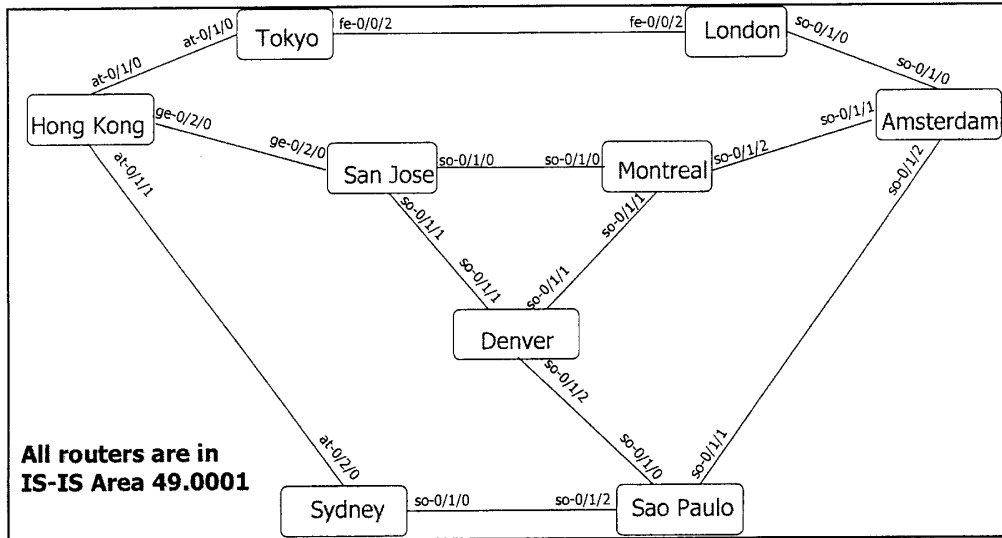 Tokyo
fe-0/0/2
fe-0/0/2
London
so-0/1/0
at-0/1/0
at-0/1/0
so-0/1/0
Hong Kong
ge-0/2/0
so-0/1/1
Amsterdam
ge-0/2/0
San Jose
so-0/1/0
so-0/1/0
Montreal
so-0/1/2
at-0/1/1
so-0/1/2
so-0/1/1
so-0/1/1
so-0/1/1
so-0/1/1
Denver
so-0/1/2
so-0/1/0
so-0/1/1
All routers are in
IS-IS Area 49.0001
at-0/2/0
Sydney
so-0/1/0
so-0/1/2
Sao Paulo